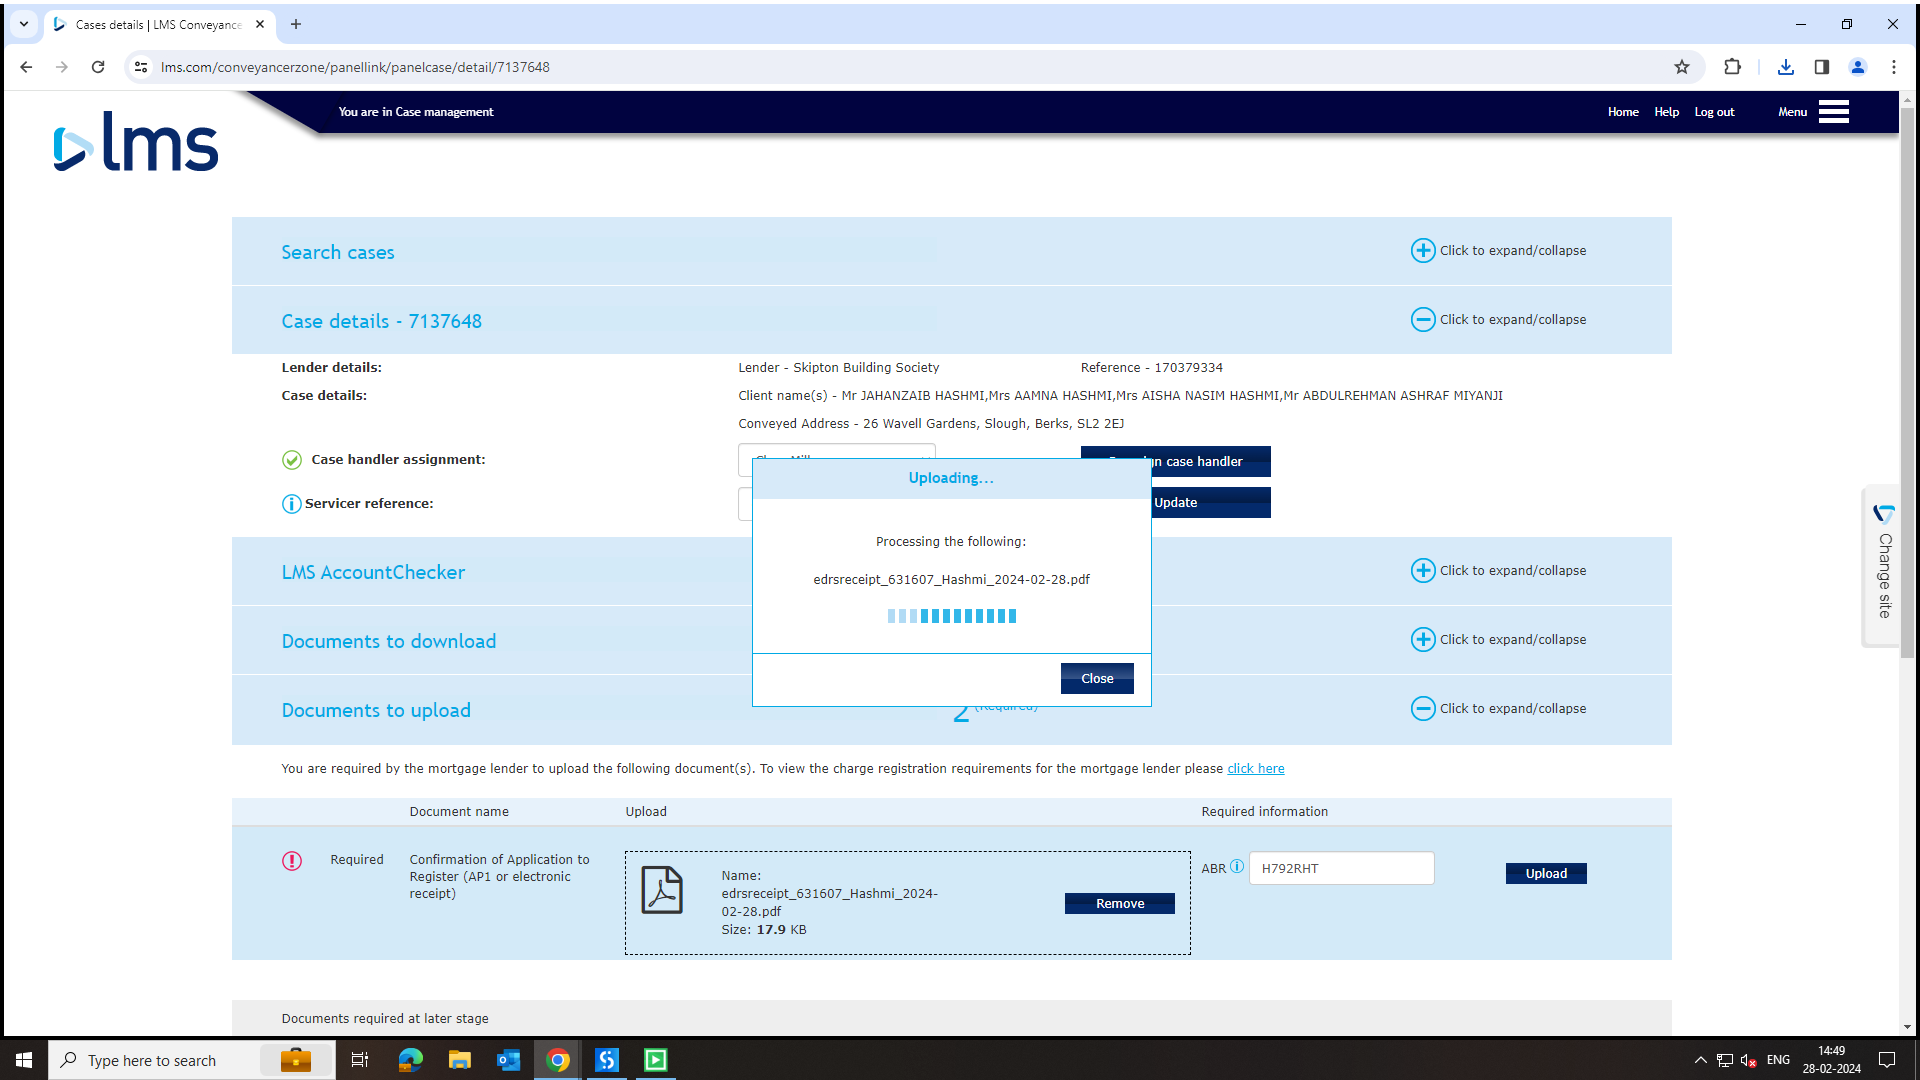 Cases details | LMS Conveyance
lms.com/conveyancerzone/panellink/panelcase/detail/7137648
You are in Case management
Home Help Log out Menu
lms
Search cases
Click to expand/collapse
Case details - 7137648
Click to expand/collapse
Lender details:
Lender - Skipton Building Society
Reference - 170379334
Case details:
Client name(s) - Mr JAHANZAIB HASHMI,Mrs AAMNA HASHMI,Mrs AISHA NASIM HASHMI,Mr ABDULREHMAN ASHRAF MIYANJI
Conveyed Address - 26 Wavell Gardens, Slough, Berks, SL2 2EJ
Case handler assignment:
case handler
Servicer reference:
Update
Uploading...
Processing the following:
edrsreceipt_631607_Hashmi_2024-02-28.pdf
Close
LMS AccountChecker
Click to expand/collapse
Documents to download
Click to expand/collapse
Documents to upload
2 (Required)
Click to expand/collapse
Change site
You are required by the mortgage lender to upload the following document(s). To view the charge registration requirements for the mortgage lender please click here
Document name
Upload
Required information
Required
Confirmation of Application to
Register (AP1 or electronic
receipt)
Name:
edrsreceipt_631607_Hashmi_2024-
02-28.pdf
Size: 17.9 KB
Remove
ABR
H792RHT
Upload
Documents required at later stage
Type here to search
ENG
14:49
28-02-2024